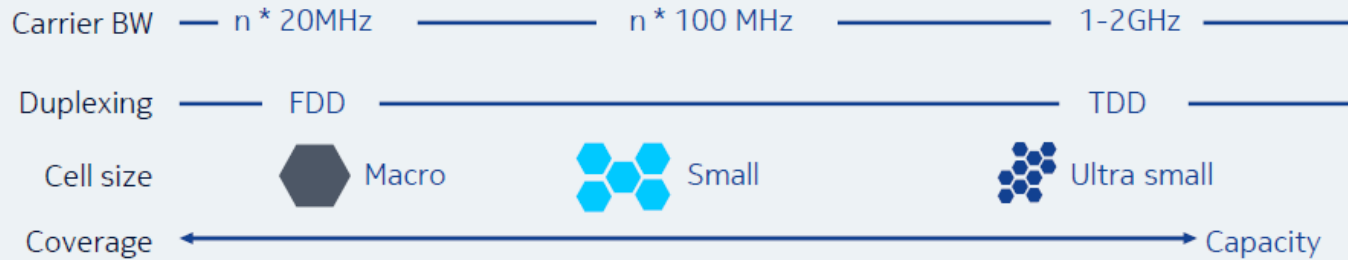 Carrier BW n * 20MHz n * 100 MHz 1-2GHz
Duplexing FDD TDD
Cell size Macro Small Ultra small
Coverage Capacity